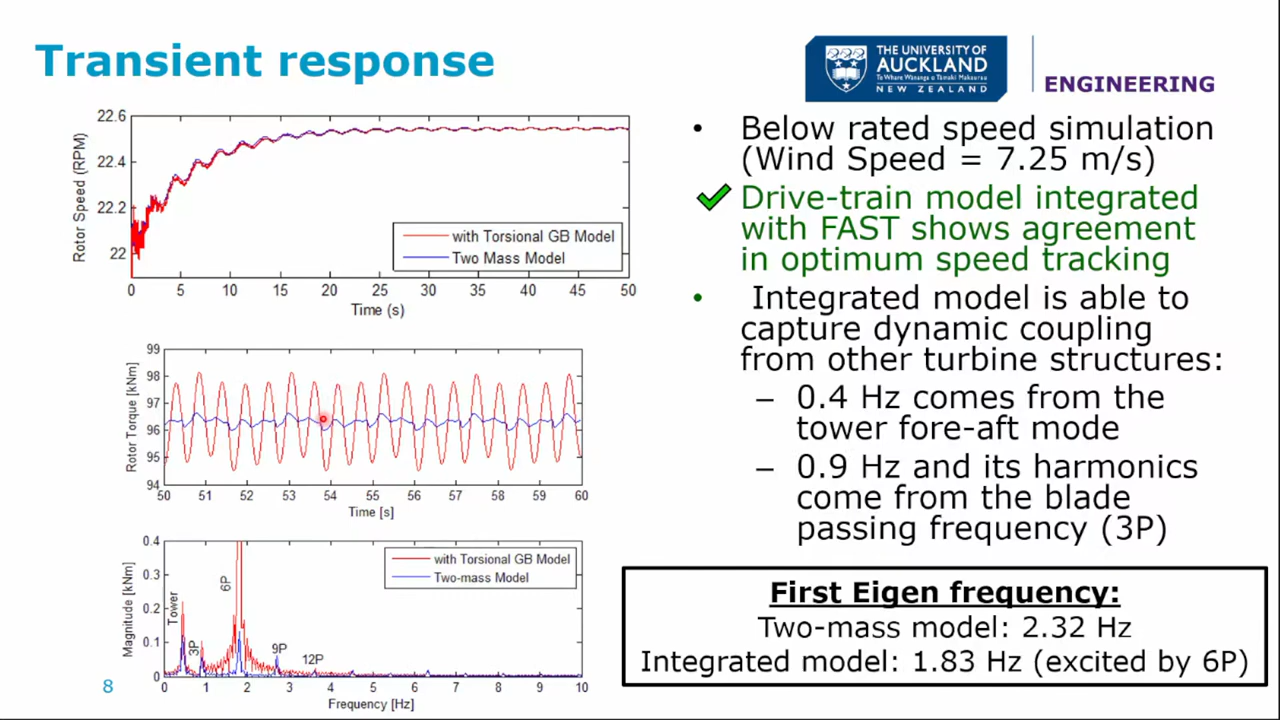 Transient response
THE UNIVERSITY OF
AUCKLAND
Te Whare Wānanga o Tāmaki Makaurau
NEW ZEALAND
ENGINEERING
22.6
22.4
22.2
22
Rotor Speed (RPM)
with Torsional GB Model
Two Mass Model
0 5 10 15 20 25 30 35 40 45 50
Time (s)
99
98
97
96
95
94
Rotor Torque [kNm]
50 51 52 53 54 55 56 57 58 59 60
Time [s]
0.4
0.3
0.2
0.1
0
Magnitude [kNm]
with Torsional GB Model
Two-mass Model
Tower
3P
6P
9P
12P
0 1 2 3 4 5 6 7 8 9 10
Frequency [Hz]
8
• Below rated speed simulation
(Wind Speed = 7.25 m/s)
Drive-train model integrated
with FAST shows agreement
in optimum speed tracking
• Integrated model is able to
capture dynamic coupling
from other turbine structures:
– 0.4 Hz comes from the
tower fore-aft mode
– 0.9 Hz and its harmonics
come from the blade
passing frequency (3P)
First Eigen frequency:
Two-mass model: 2.32 Hz
Integrated model: 1.83 Hz (excited by 6P)